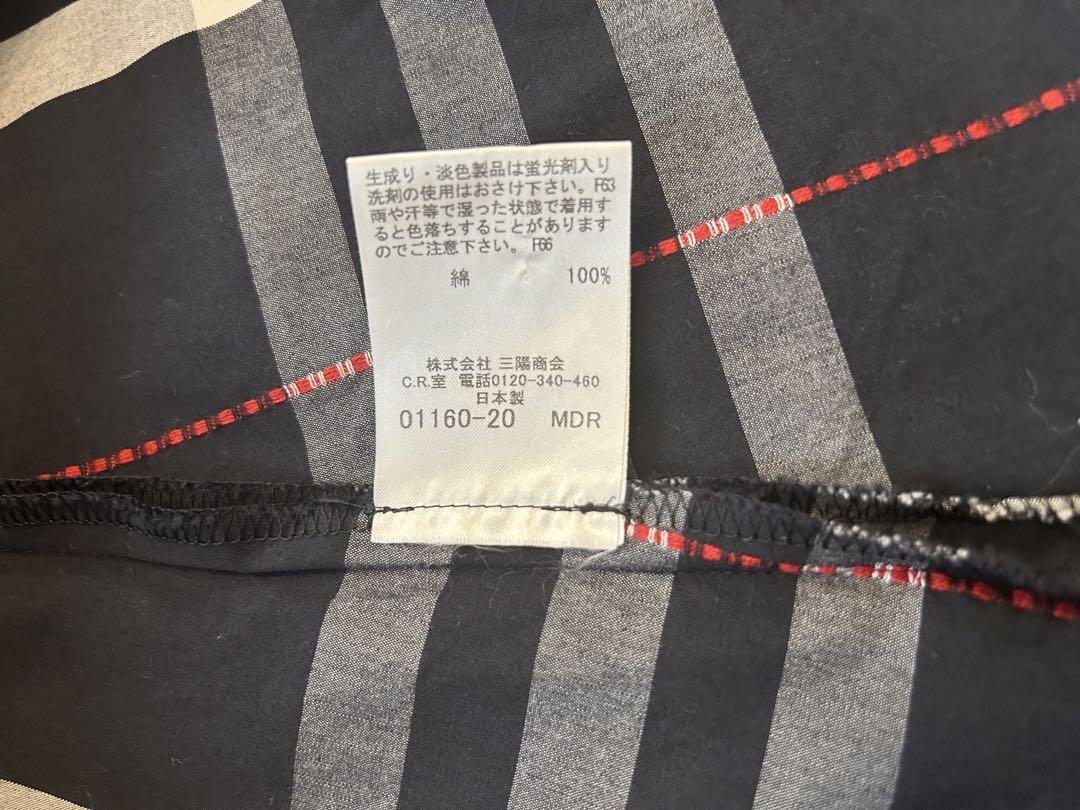 生成り・淡色製品は蛍光剤入り
洗剤の使用はおさけ下さい。F63
雨や汗等で湿った状態で着用す
ると色落ちすることがあります
のでご注意下さい。F66
綿 100%
株式会社 三陽商会
C.R.室 電話0120-340-460
日本製
01160-20 MDR